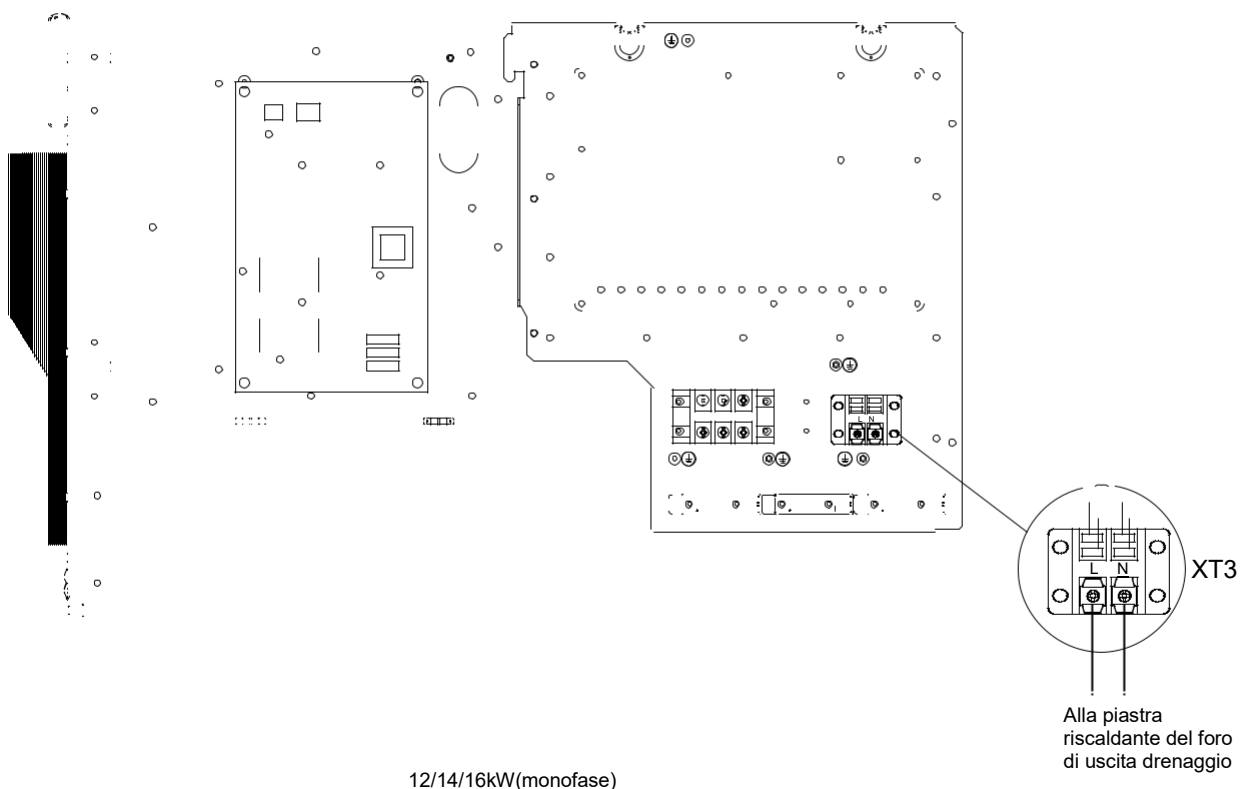 L N
L N
XT3
Alla piastra
riscaldante del foro
di uscita drenaggio
12/14/16kW(monofase)